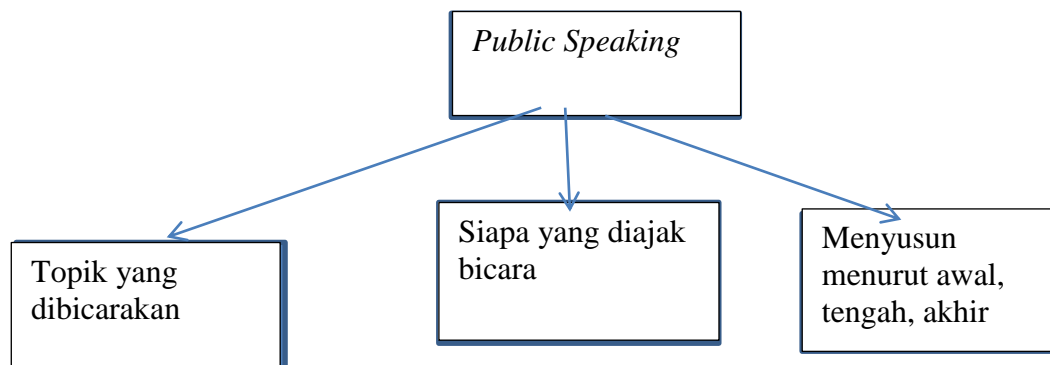 Public Speaking
Topik yang
dibicarakan
Siapa yang diajak
bicara
Menyusun
menurut awal,
tengah, akhir